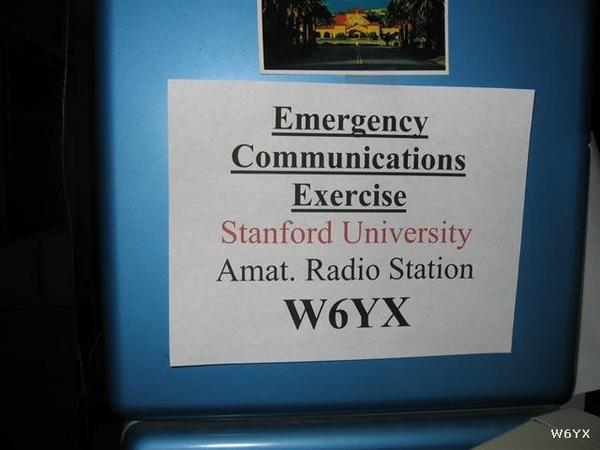 Emergency
Communications
Exercise
Stanford University
Amat. Radio Station
W6YX
W6YX